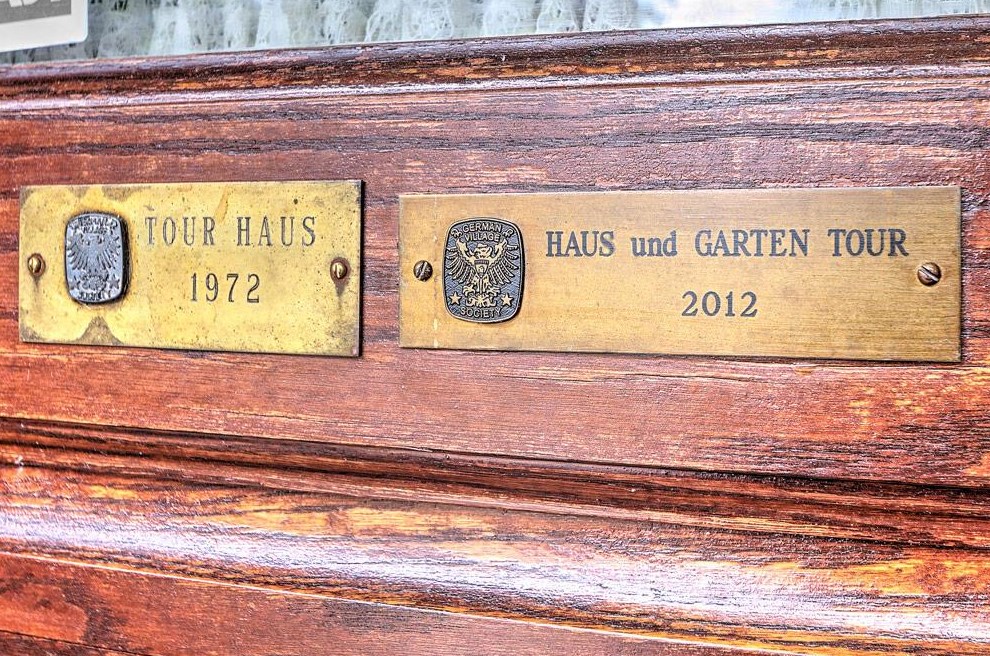 TOUR HAUS
1972
GERMAN
VILLAGE
SOCIETY
HAUS und GARTEN TOUR
2012